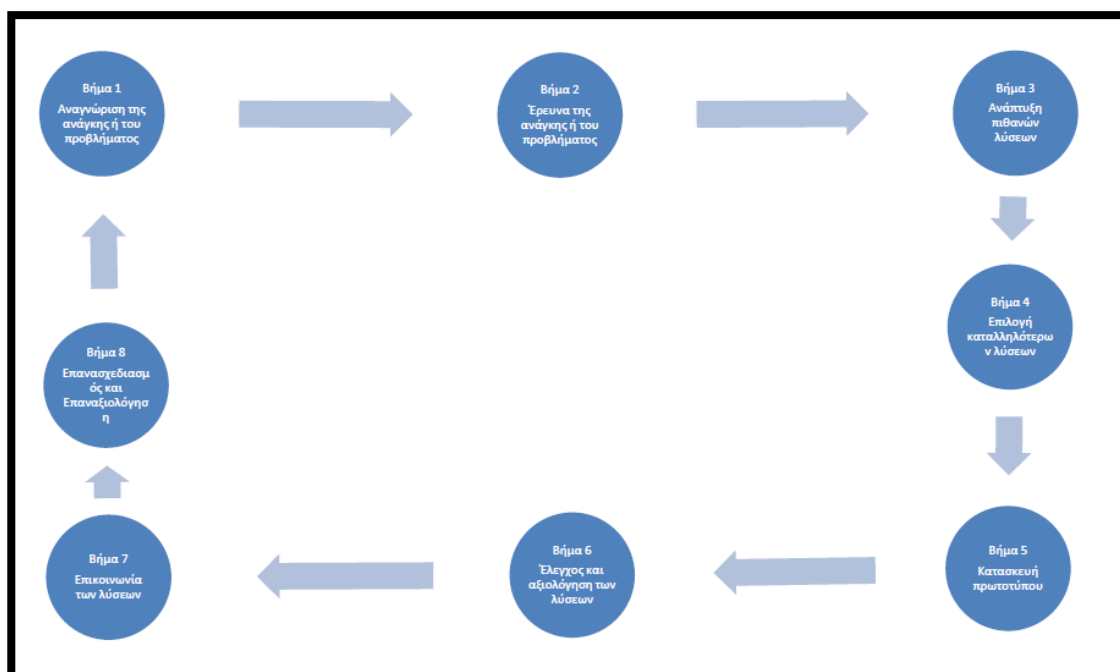 Βήμα 1
Αναγνώριση της
ανάγκης ή του
προβλήματος
Βήμα 2
Έρευνα της
ανάγκης ή του
προβλήματος
Βήμα 3
Ανάπτυξη
πιθανών
λύσεων
Βήμα 4
Επιλογή
καταλληλότερω
ν λύσεων
Βήμα 5
Κατασκευή
πρωτοτύπου
Βήμα 6
Έλεγχος και
αξιολόγηση των
λύσεων
Βήμα 7
Επικοινωνία
των λύσεων
Βήμα 8
Επανασχεδιασμ
ός και
Επαναξιολόγησ
η